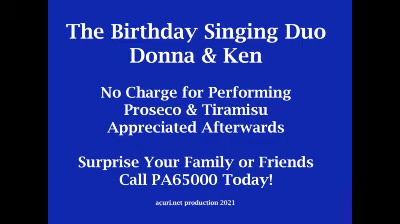 The Birthday Singing Duo
Donna & Ken
No Charge for Performing
Proseco & Tiramisu
Appreciated Afterwards
Surprise Your Family or Friends
Call PA65000 Today!
acuri.net production 2021